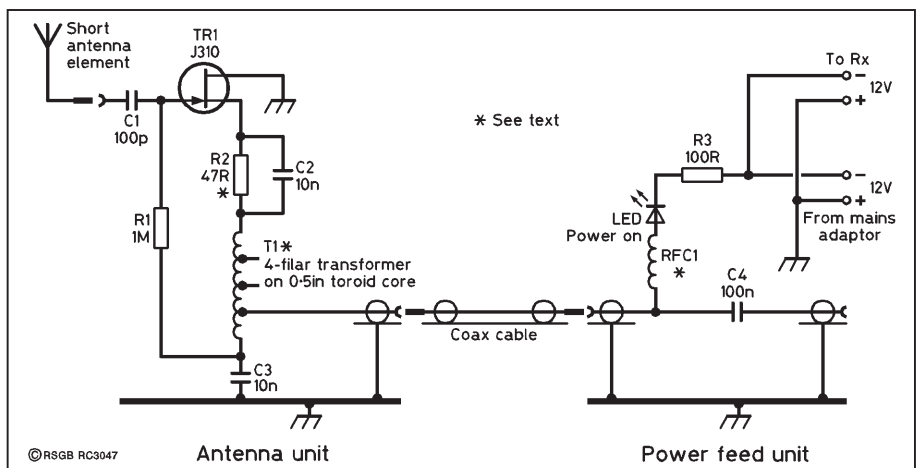 Short
antenna
element
TR1
J310
C1
100p
R1
1M
R2
47R
*
C2
10n
T1*
4-filar transformer
on 0·5in toroid core
C3
10n
* See text
Coax cable
R3
100R
LED
Power on
RFC1
*
C4
100n
To Rx
−
12V
+
−
12V
+
From mains
adaptor
Antenna unit
Power feed unit
©RSGB RC3047